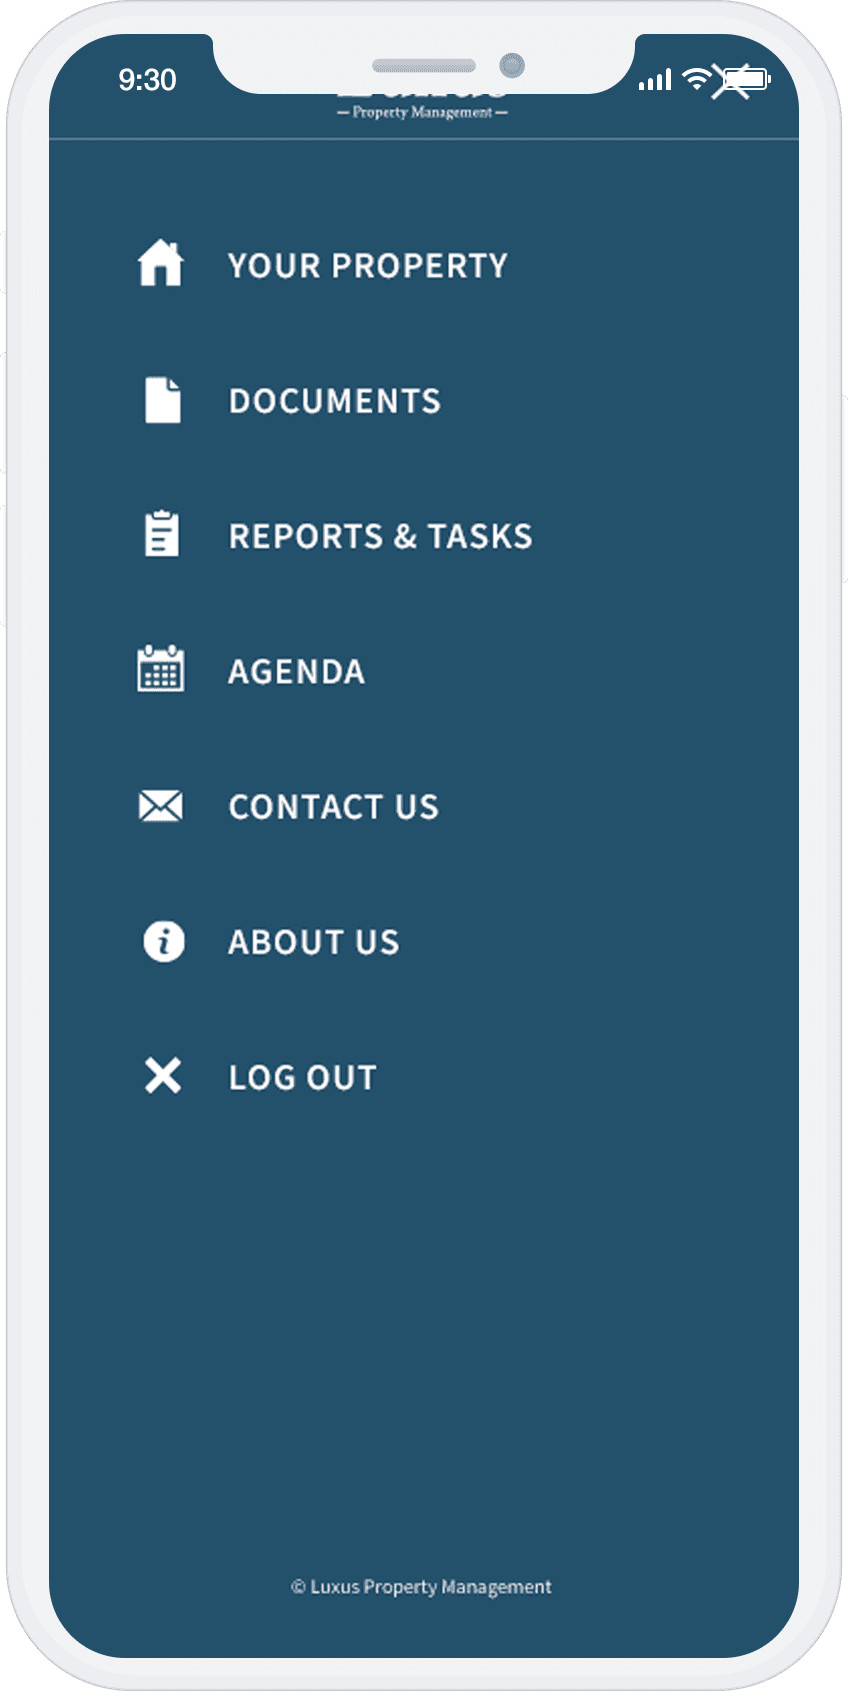 9:30
Property Management
YOUR PROPERTY
DOCUMENTS
REPORTS & TASKS
AGENDA
CONTACT US
ABOUT US
LOG OUT
© Luxus Property Management